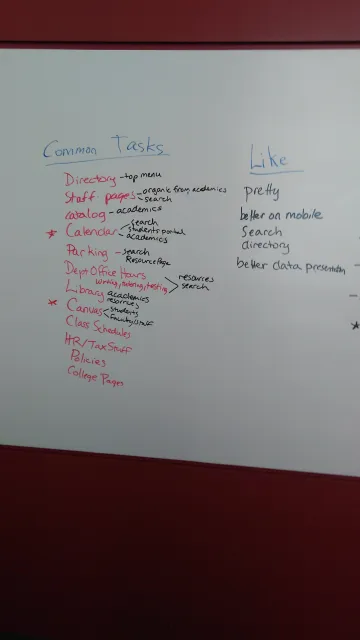 Common Tasks
Directory - top menu
Staff pages - organic from academics
search
catalog - academics
* Calendar - search
students portal
academics
Parking - search
Resource page
Dept Office Hours
writing, tutoring, testing > resources
search
Library academics
resources
* Canvas < students
faculty/staff
Class Schedules
HR/Tax Stuff
Policies
College Pages
Like
pretty
better on mobile
search
directory
better data presentation